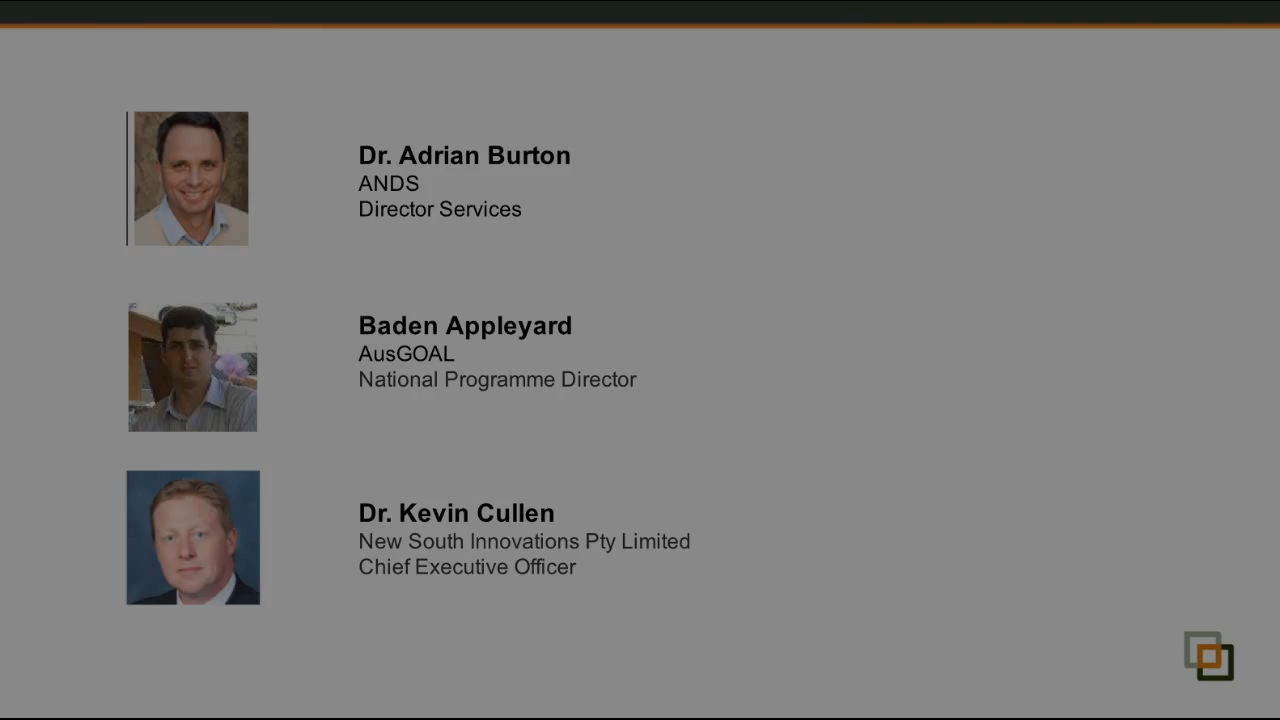 Dr. Adrian Burton
ANDS
Director Services
Baden Appleyard
AusGOAL
National Programme Director
Dr. Kevin Cullen
New South Innovations Pty Limited
Chief Executive Officer